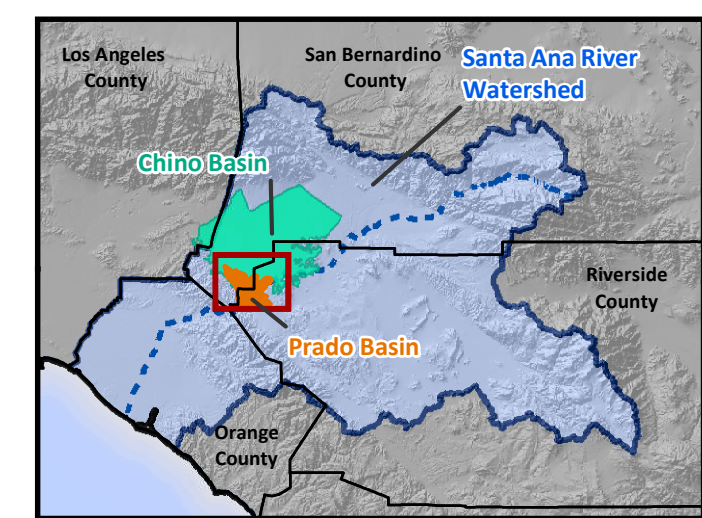 Los Angeles
County
San Bernardino
County
Santa Ana River
Watershed
Chino Basin
Riverside
County
Prado Basin
Orange
County